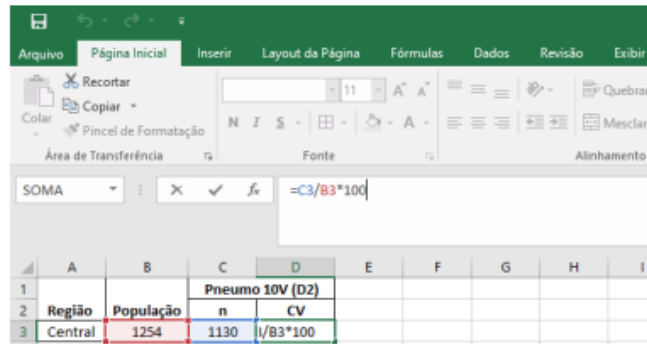 Arquivo Página Inicial Inserir Layout da Página Fórmulas Dados Revisão Exibir
Colar
Recortar
Copiar
Pincel de Formatação
11 A A
N I S A
Quebrar
Mesclar
Área de Transferência Fonte Alinhamento
SOMA fx =C3/B3*100
A B C D E F G H I
1 Pneumo 10V (D2)
2 Região População n CV
3 Central 1254 1130 /B3*100